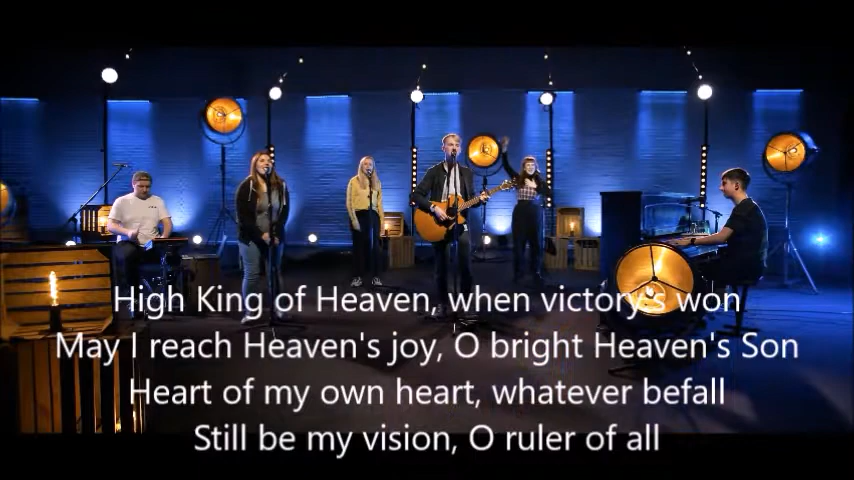 High King of Heaven, when victory's won
May I reach Heaven's joy, O bright Heaven's Son
Heart of my own heart, whatever befall
Still be my vision, O ruler of all